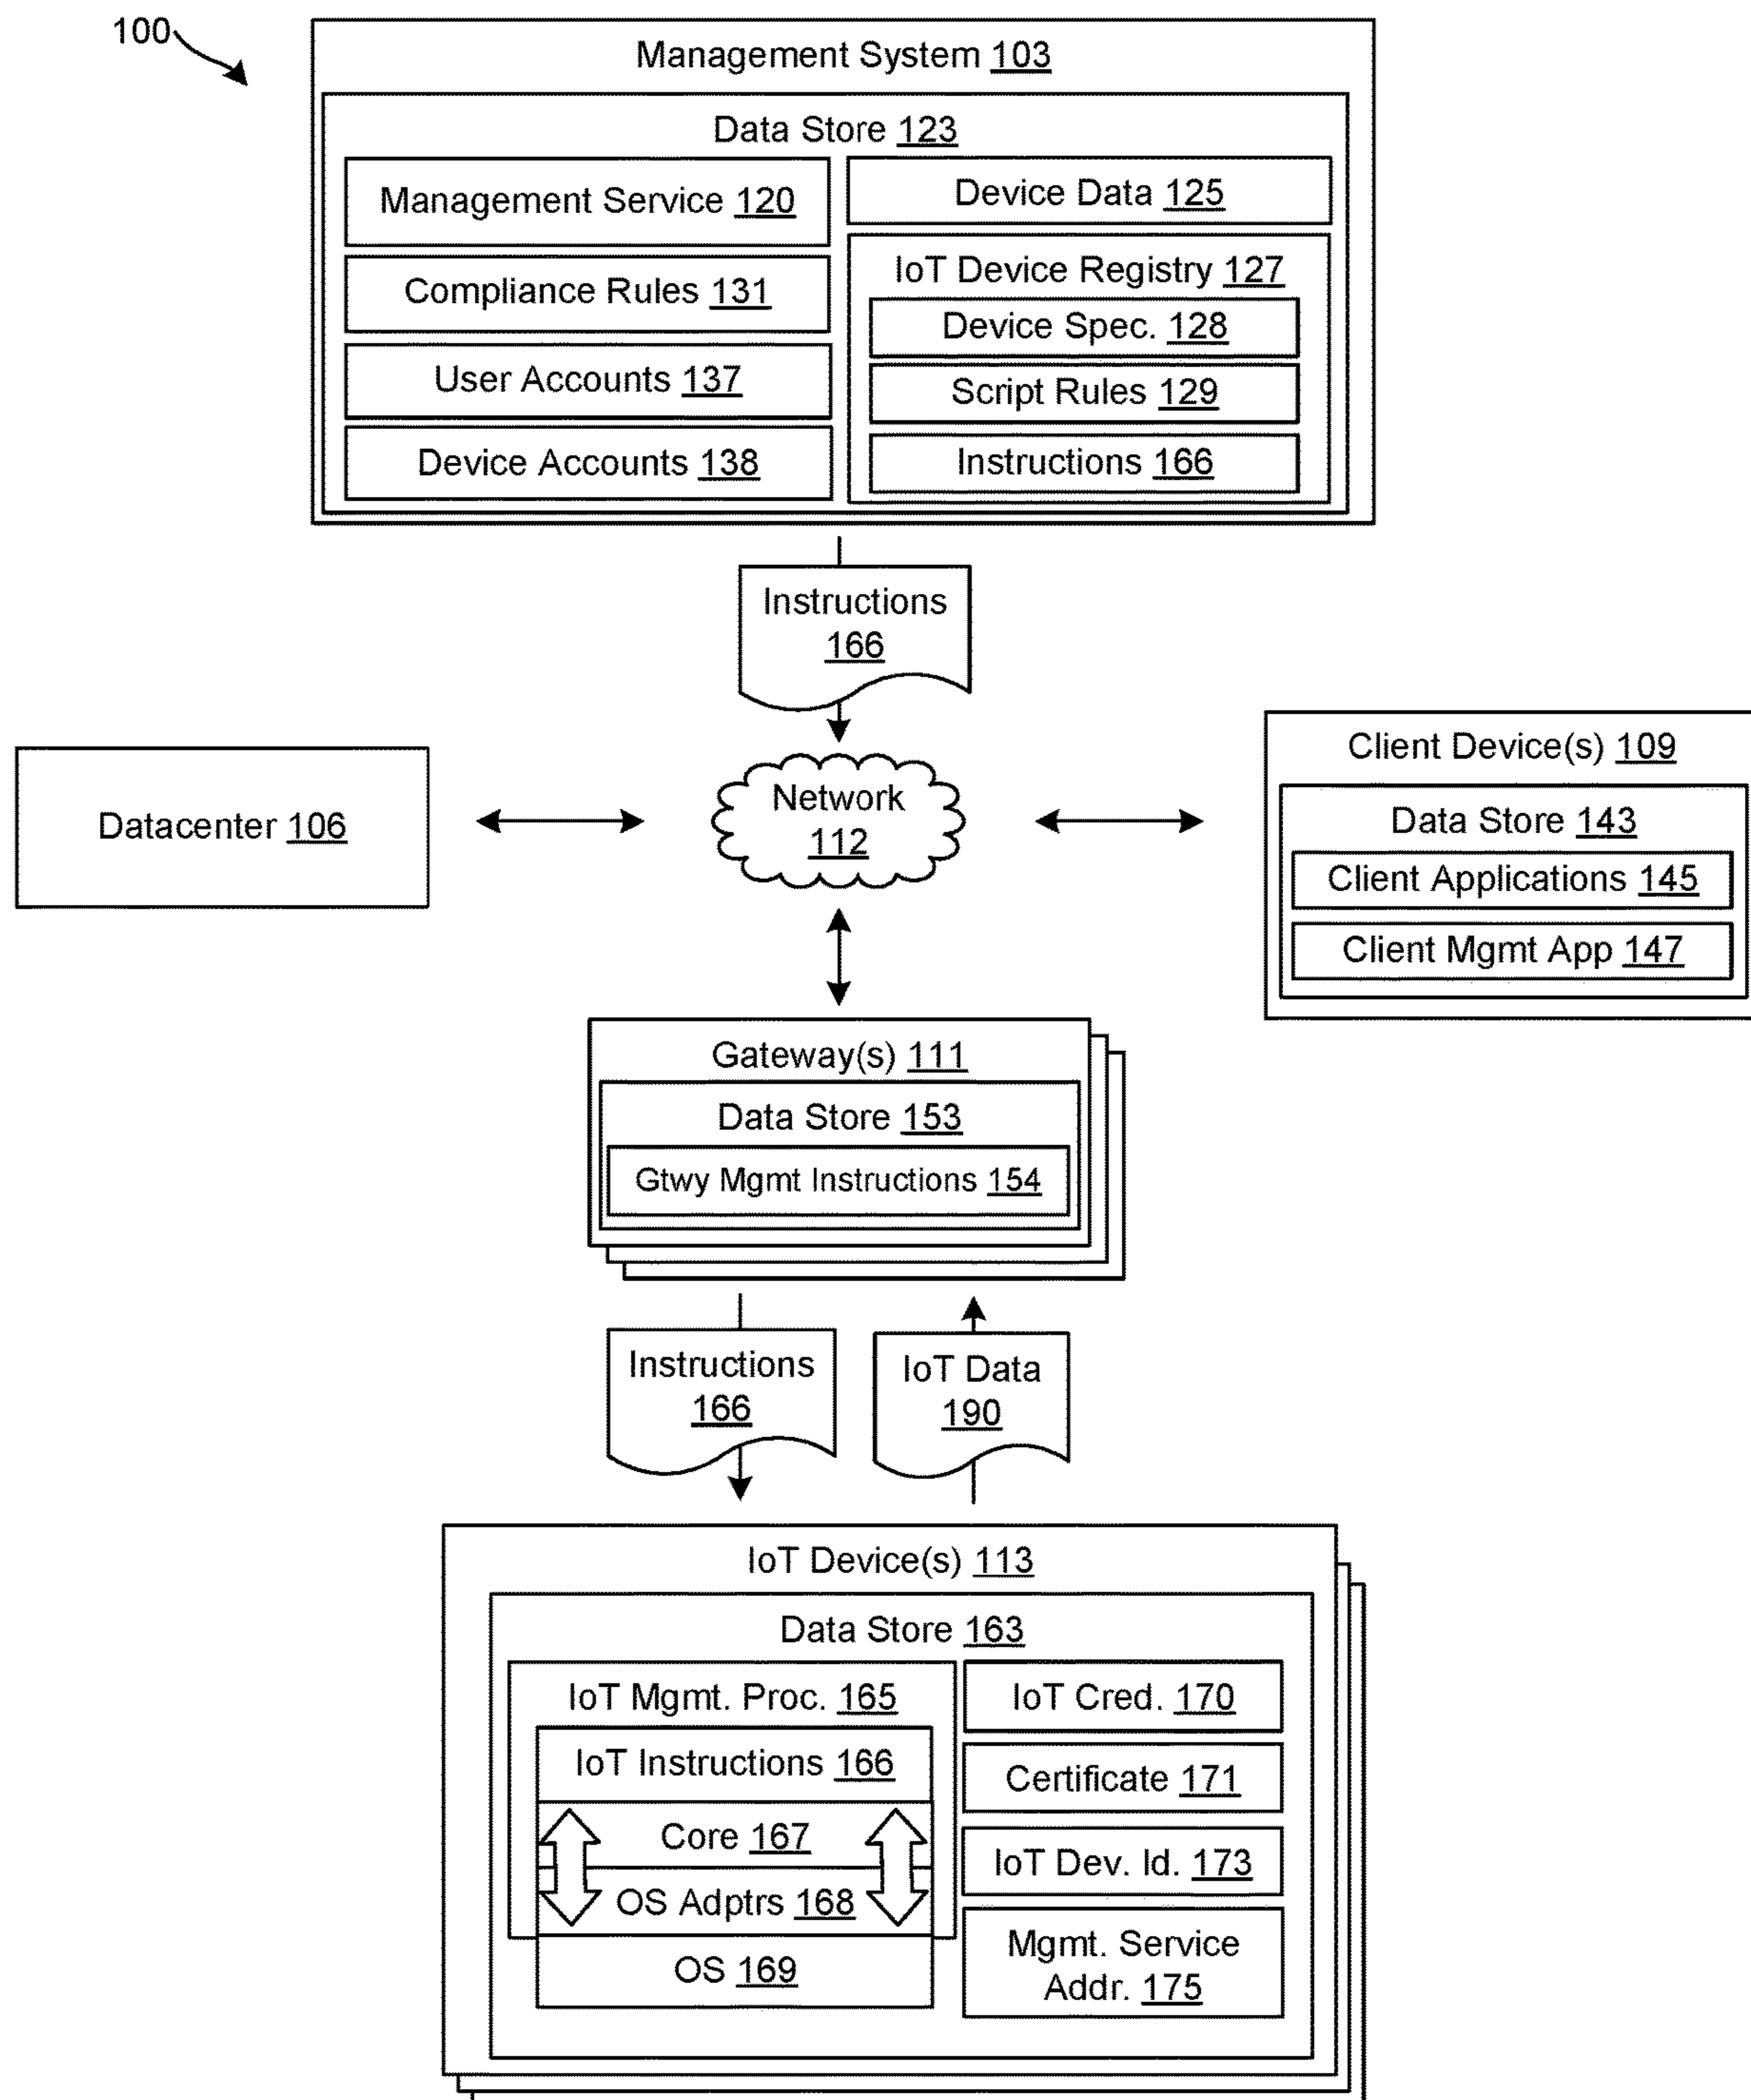 100
Management System 103
Data Store 123
Management Service 120
Compliance Rules 131
User Accounts 137
Device Accounts 138
Device Data 125
IoT Device Registry 127
Device Spec. 128
Script Rules 129
Instructions 166
Instructions
166
Datacenter 106
Network
112
Client Device(s) 109
Data Store 143
Client Applications 145
Client Mgmt App 147
Gateway(s) 111
Data Store 153
Gtwy Mgmt Instructions 154
Instructions
166
IoT Data
190
IoT Device(s) 113
Data Store 163
IoT Mgmt. Proc. 165
IoT Instructions 166
Core 167
OS Adptrs 168
OS 169
IoT Cred. 170
Certificate 171
IoT Dev. Id. 173
Mgmt. Service
Addr. 175